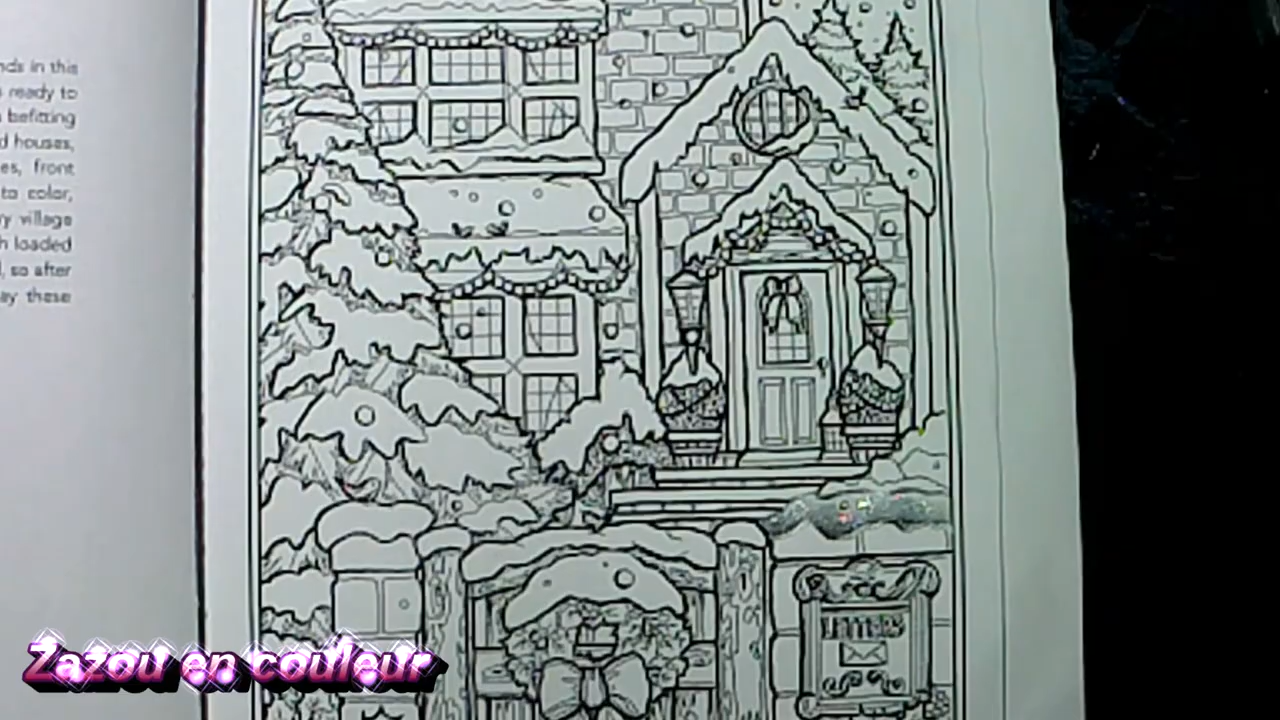 nds in this
ready to
befitting
d houses,
es, front
to color,
y village
h loaded
, so after
ay these
LETTERS
Zazou en couleur